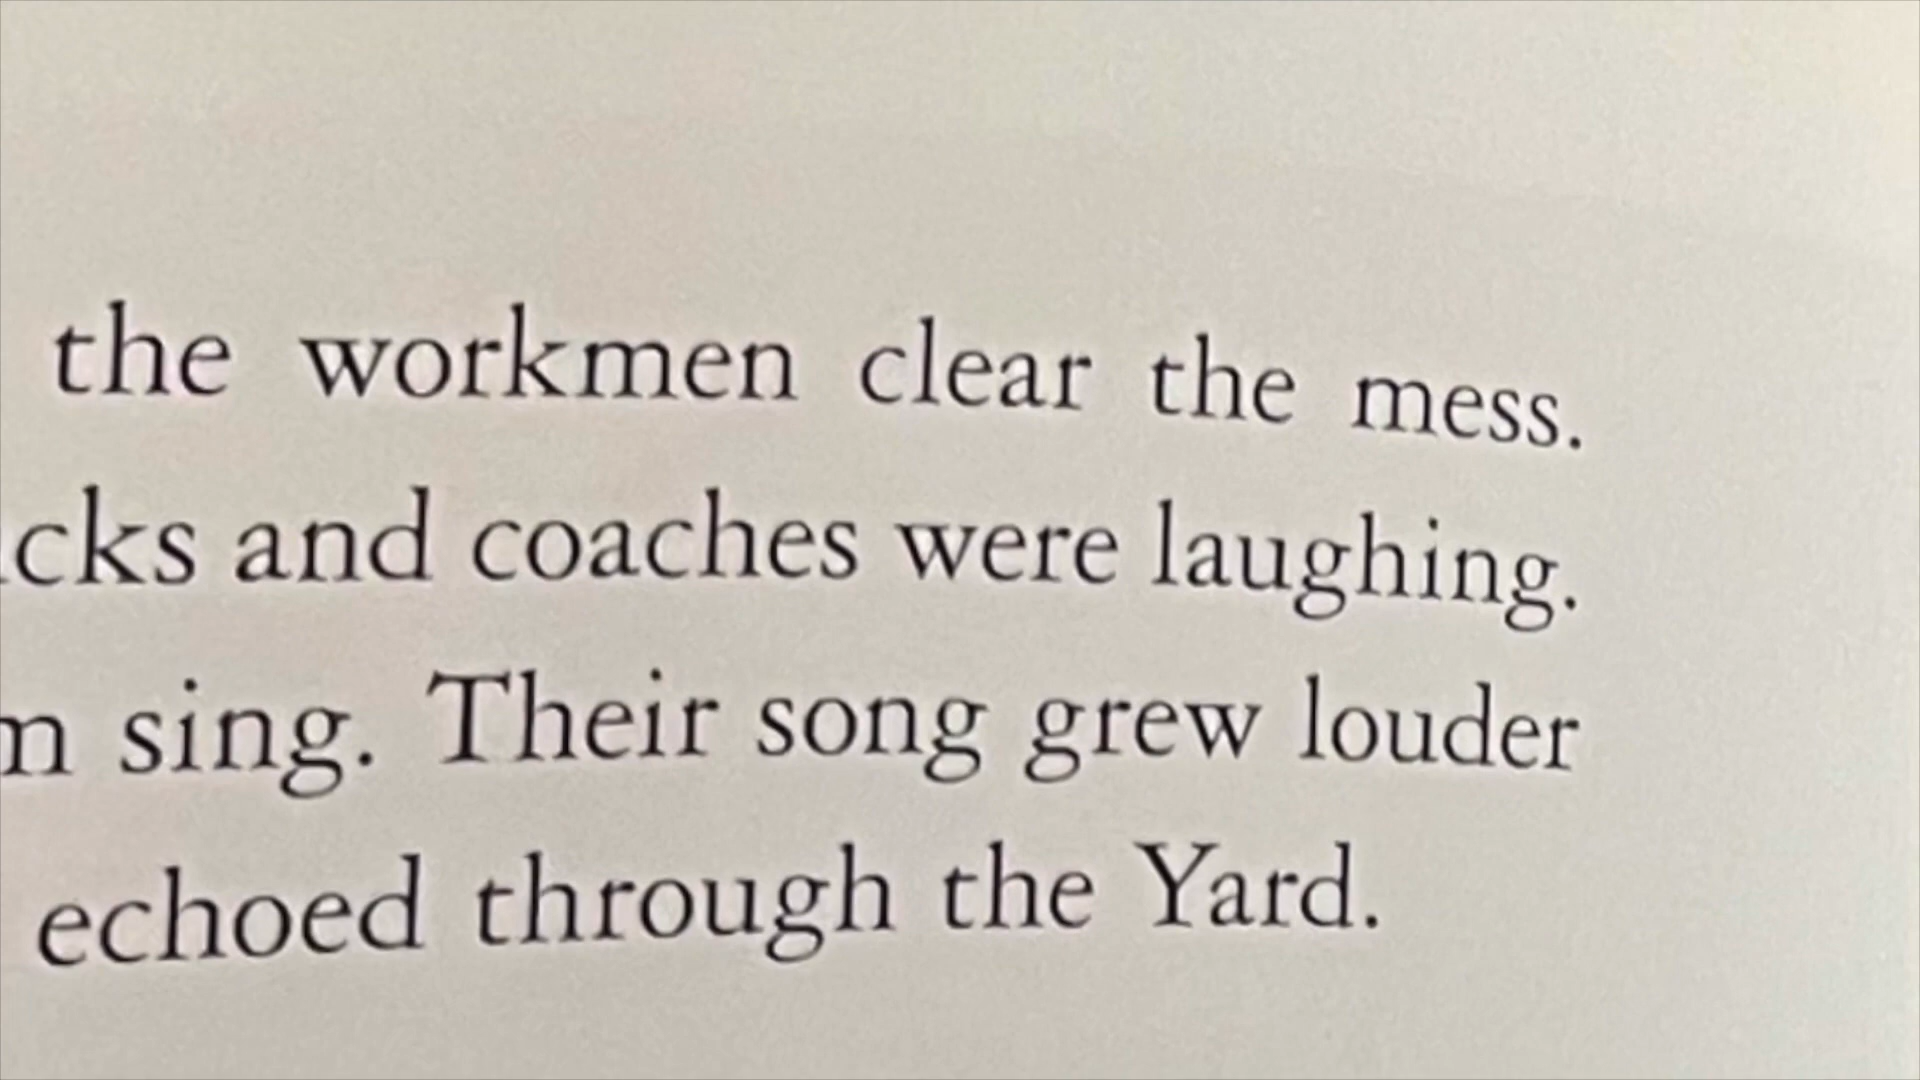 the workmen clear the mess.
cks and coaches were laughing.
sing. Their song grew louder
echoed through the Yard.